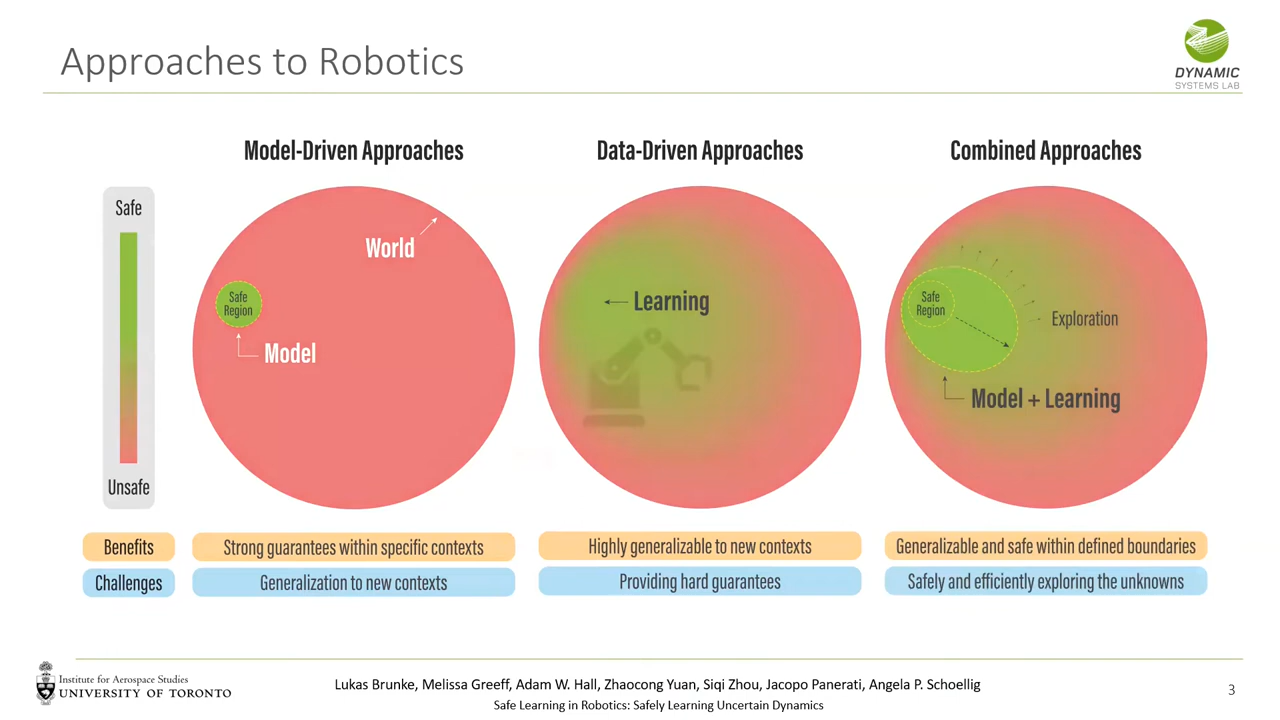 Approaches to Robotics
DYNAMIC
SYSTEMS LAB
Model-Driven Approaches
Data-Driven Approaches
Combined Approaches
Safe
Unsafe
World
Safe
Region
Model
Learning
Safe
Region
Exploration
Model + Learning
Benefits
Strong guarantees within specific contexts
Highly generalizable to new contexts
Generalizable and safe within defined boundaries
Challenges
Generalization to new contexts
Providing hard guarantees
Safely and efficiently exploring the unknowns
Institute for Aerospace Studies
UNIVERSITY OF TORONTO
Lukas Brunke, Melissa Greeff, Adam W. Hall, Zhaocong Yuan, Siqi Zhou, Jacopo Panerati, Angela P. Schoellig
Safe Learning in Robotics: Safely Learning Uncertain Dynamics
3